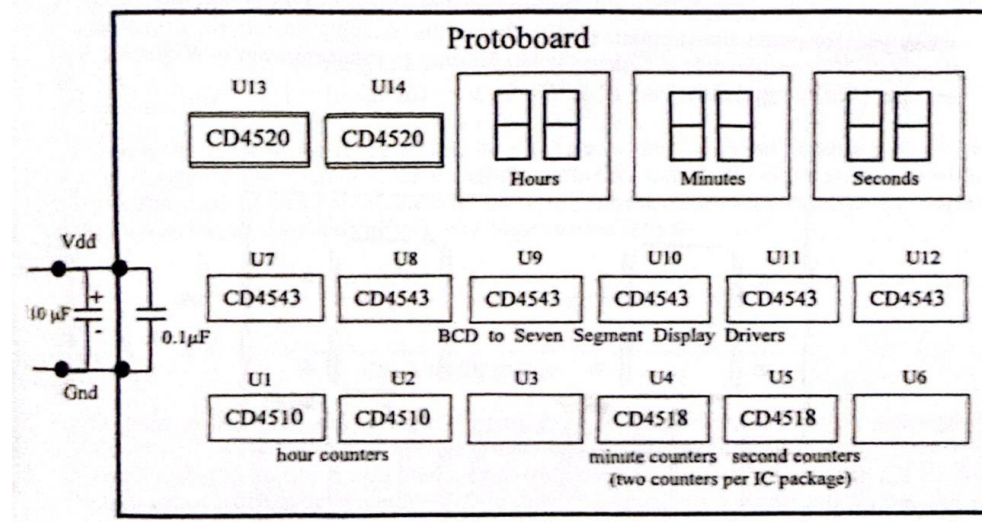 Protoboard
U13 U14
CD4520 CD4520
Hours Minutes Seconds
Vdd
U7 U8 U9 U10 U11 U12
CD4543 CD4543 CD4543 CD4543 CD4543 CD4543
10 µF + - 0.1µF
BCD to Seven Segment Display Drivers
Gnd
U1 U2 U3 U4 U5 U6
CD4510 CD4510 CD4518 CD4518
hour counters minute counters second counters
(two counters per IC package)